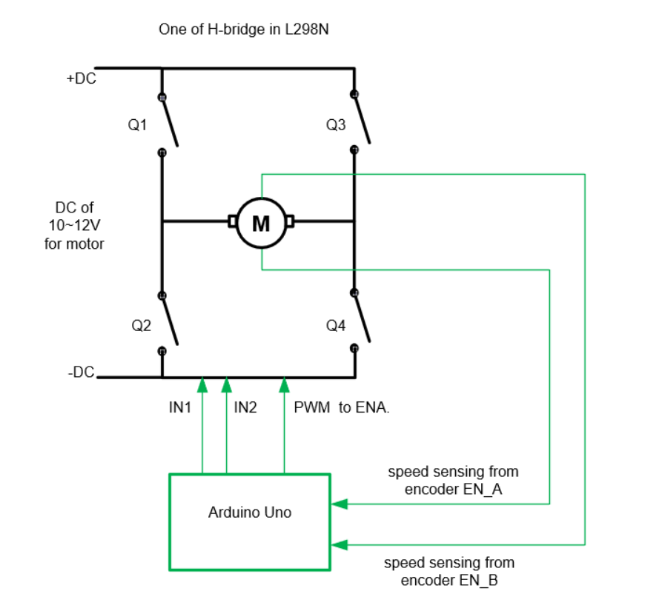 One of H-bridge in L298N
+DC
Q1
Q3
DC of
10~12V
for motor
M
Q2
Q4
-DC
IN1
IN2
PWM to ENA.
speed sensing from
encoder EN_A
Arduino Uno
speed sensing from
encoder EN_B